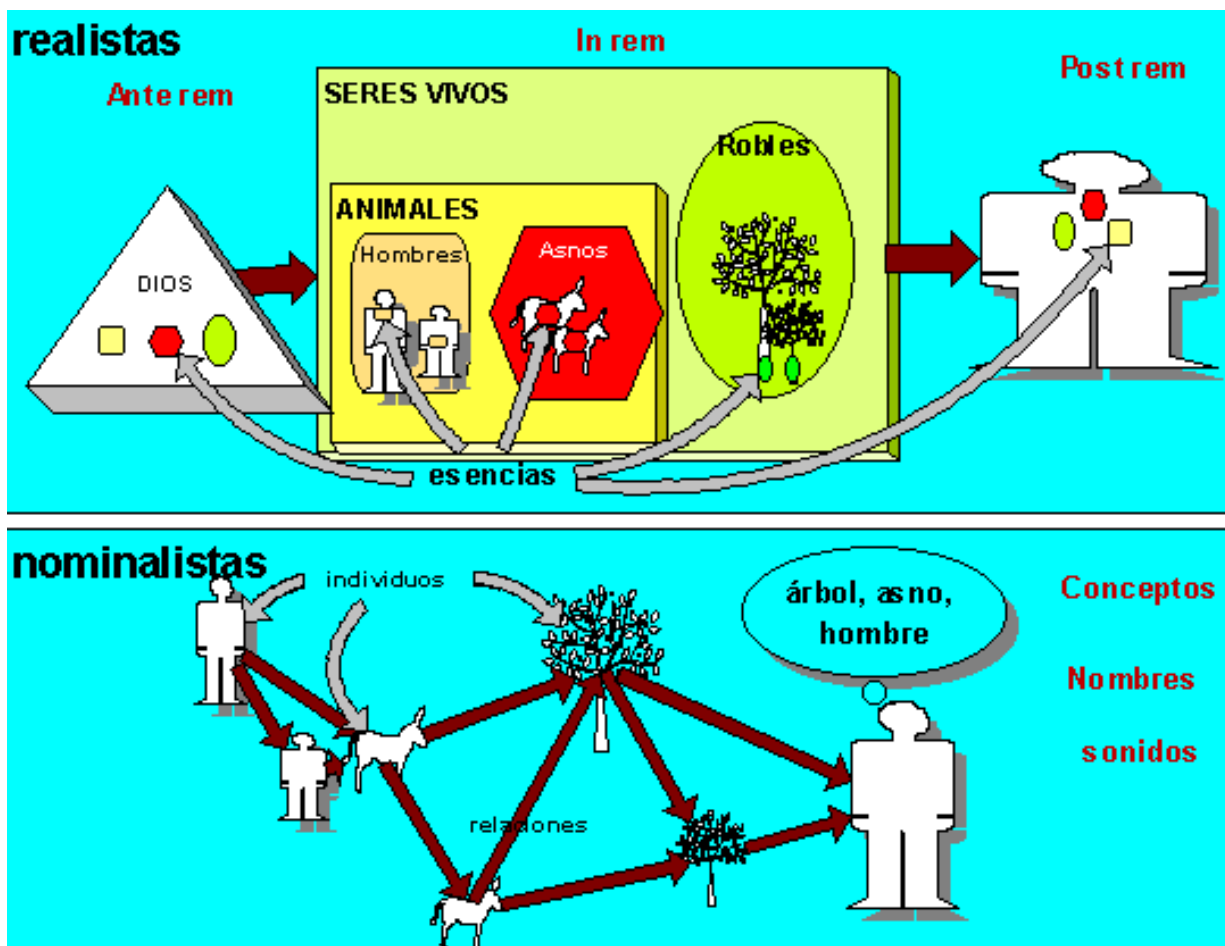 realistas
In rem
Ante rem
Post rem
SERES VIVOS
Robles
ANIMALES
Hombres
Asnos
DIOS
esencias
nominalistas
individuos
árbol, asno,
hombre
Conceptos
Nombres
sonidos
relaciones